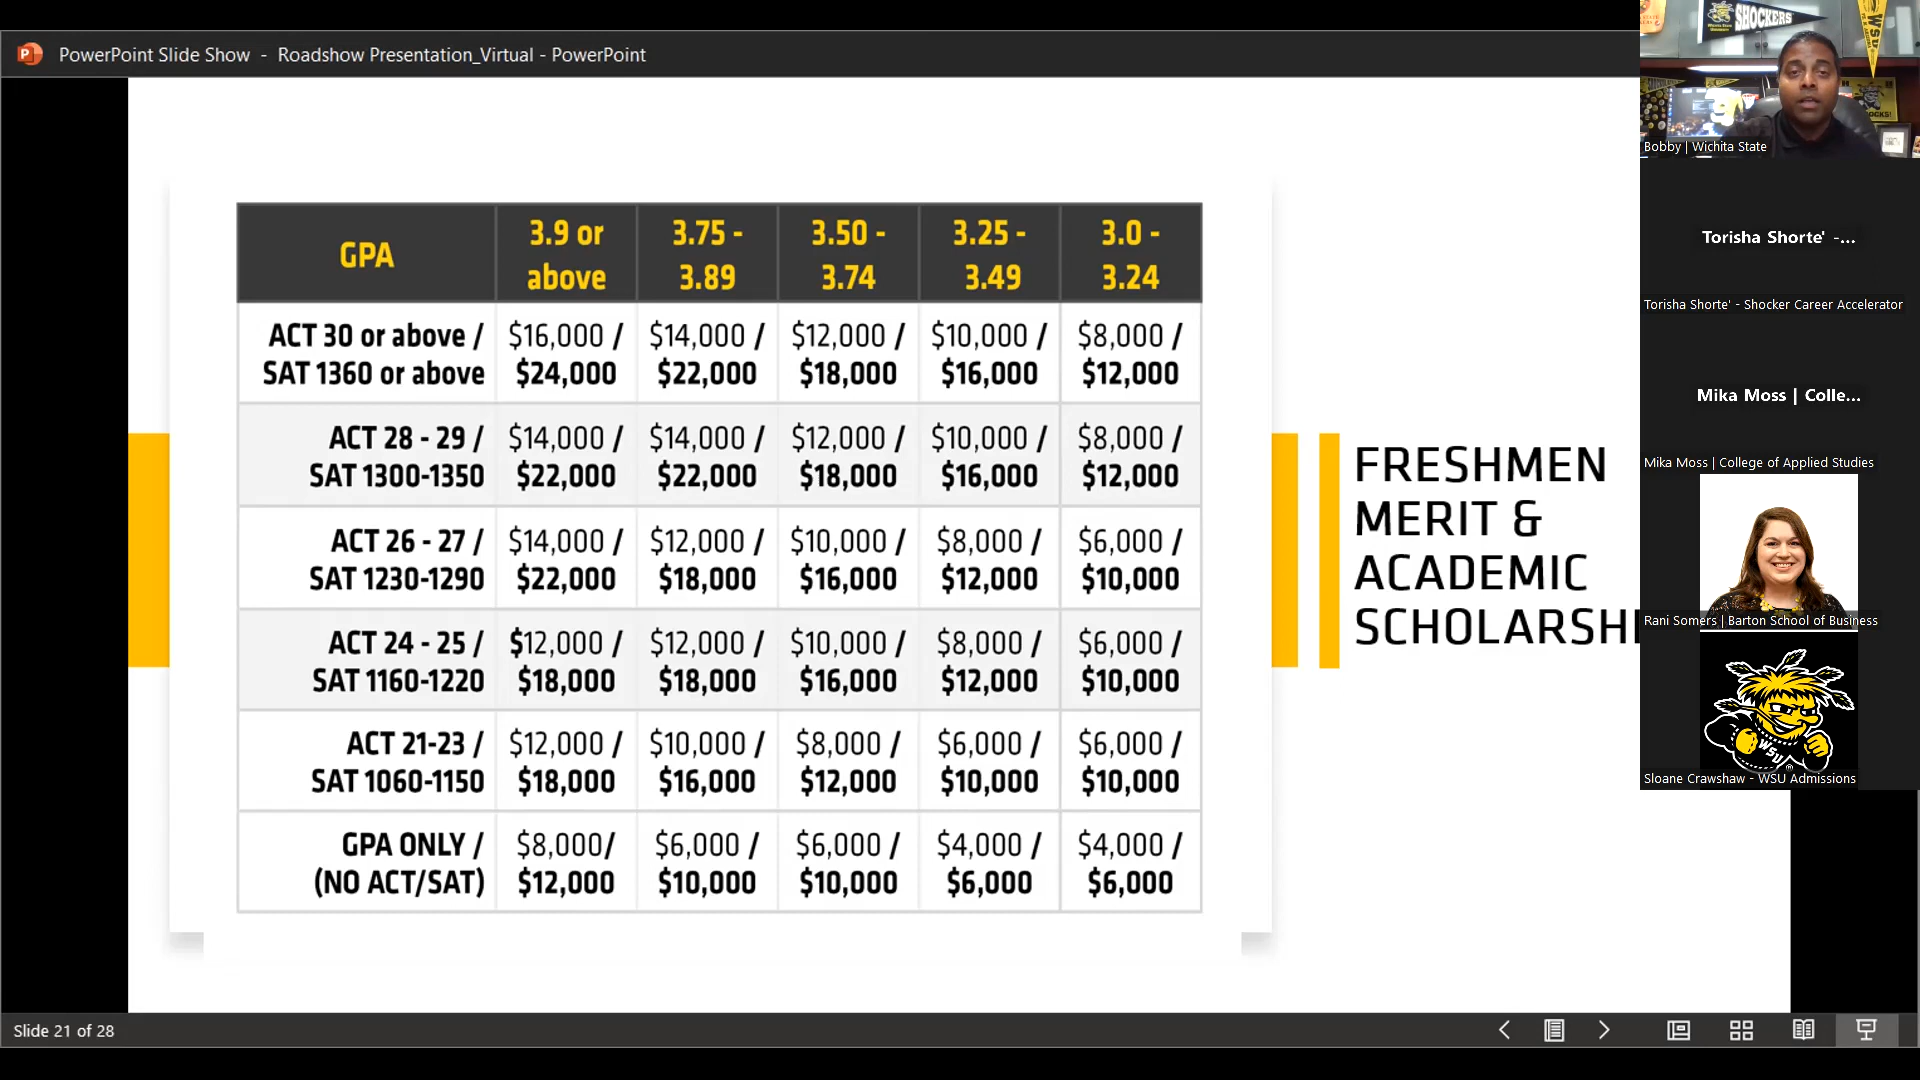 PowerPoint Slide Show - Roadshow Presentation_Virtual - PowerPoint
GPA
3.9 or
above
3.75 -
3.89
3.50 -
3.74
3.25 -
3.49
3.0 -
3.24
ACT 30 or above /
SAT 1360 or above
$16,000 /
$24,000
$14,000 /
$22,000
$12,000 /
$18,000
$10,000 /
$16,000
$8,000 /
$12,000
ACT 28 - 29 /
SAT 1300-1350
$14,000 /
$22,000
$14,000 /
$22,000
$12,000 /
$18,000
$10,000 /
$16,000
$8,000 /
$12,000
ACT 26 - 27 /
SAT 1230-1290
$14,000 /
$22,000
$12,000 /
$18,000
$10,000 /
$16,000
$8,000 /
$12,000
$6,000 /
$10,000
ACT 24 - 25 /
SAT 1160-1220
$12,000 /
$18,000
$12,000 /
$18,000
$10,000 /
$16,000
$8,000 /
$12,000
$6,000 /
$10,000
ACT 21-23 /
SAT 1060-1150
$12,000 /
$18,000
$10,000 /
$16,000
$8,000 /
$12,000
$6,000 /
$10,000
$6,000 /
$10,000
GPA ONLY /
(NO ACT/SAT)
$8,000/
$12,000
$6,000 /
$10,000
$6,000 /
$10,000
$4,000 /
$6,000
$4,000 /
$6,000
FRESHMEN
MERIT &
ACADEMIC
SCHOLARSHI
SHOCKERS
WSU
Bobby | Wichita State
Torisha Shorte' -...
Torisha Shorte' - Shocker Career Accelerator
Mika Moss | Colle...
Mika Moss | College of Applied Studies
Rani Somers | Barton School of Business
WSU
Sloane Crawshaw - WSU Admissions
Slide 21 of 28